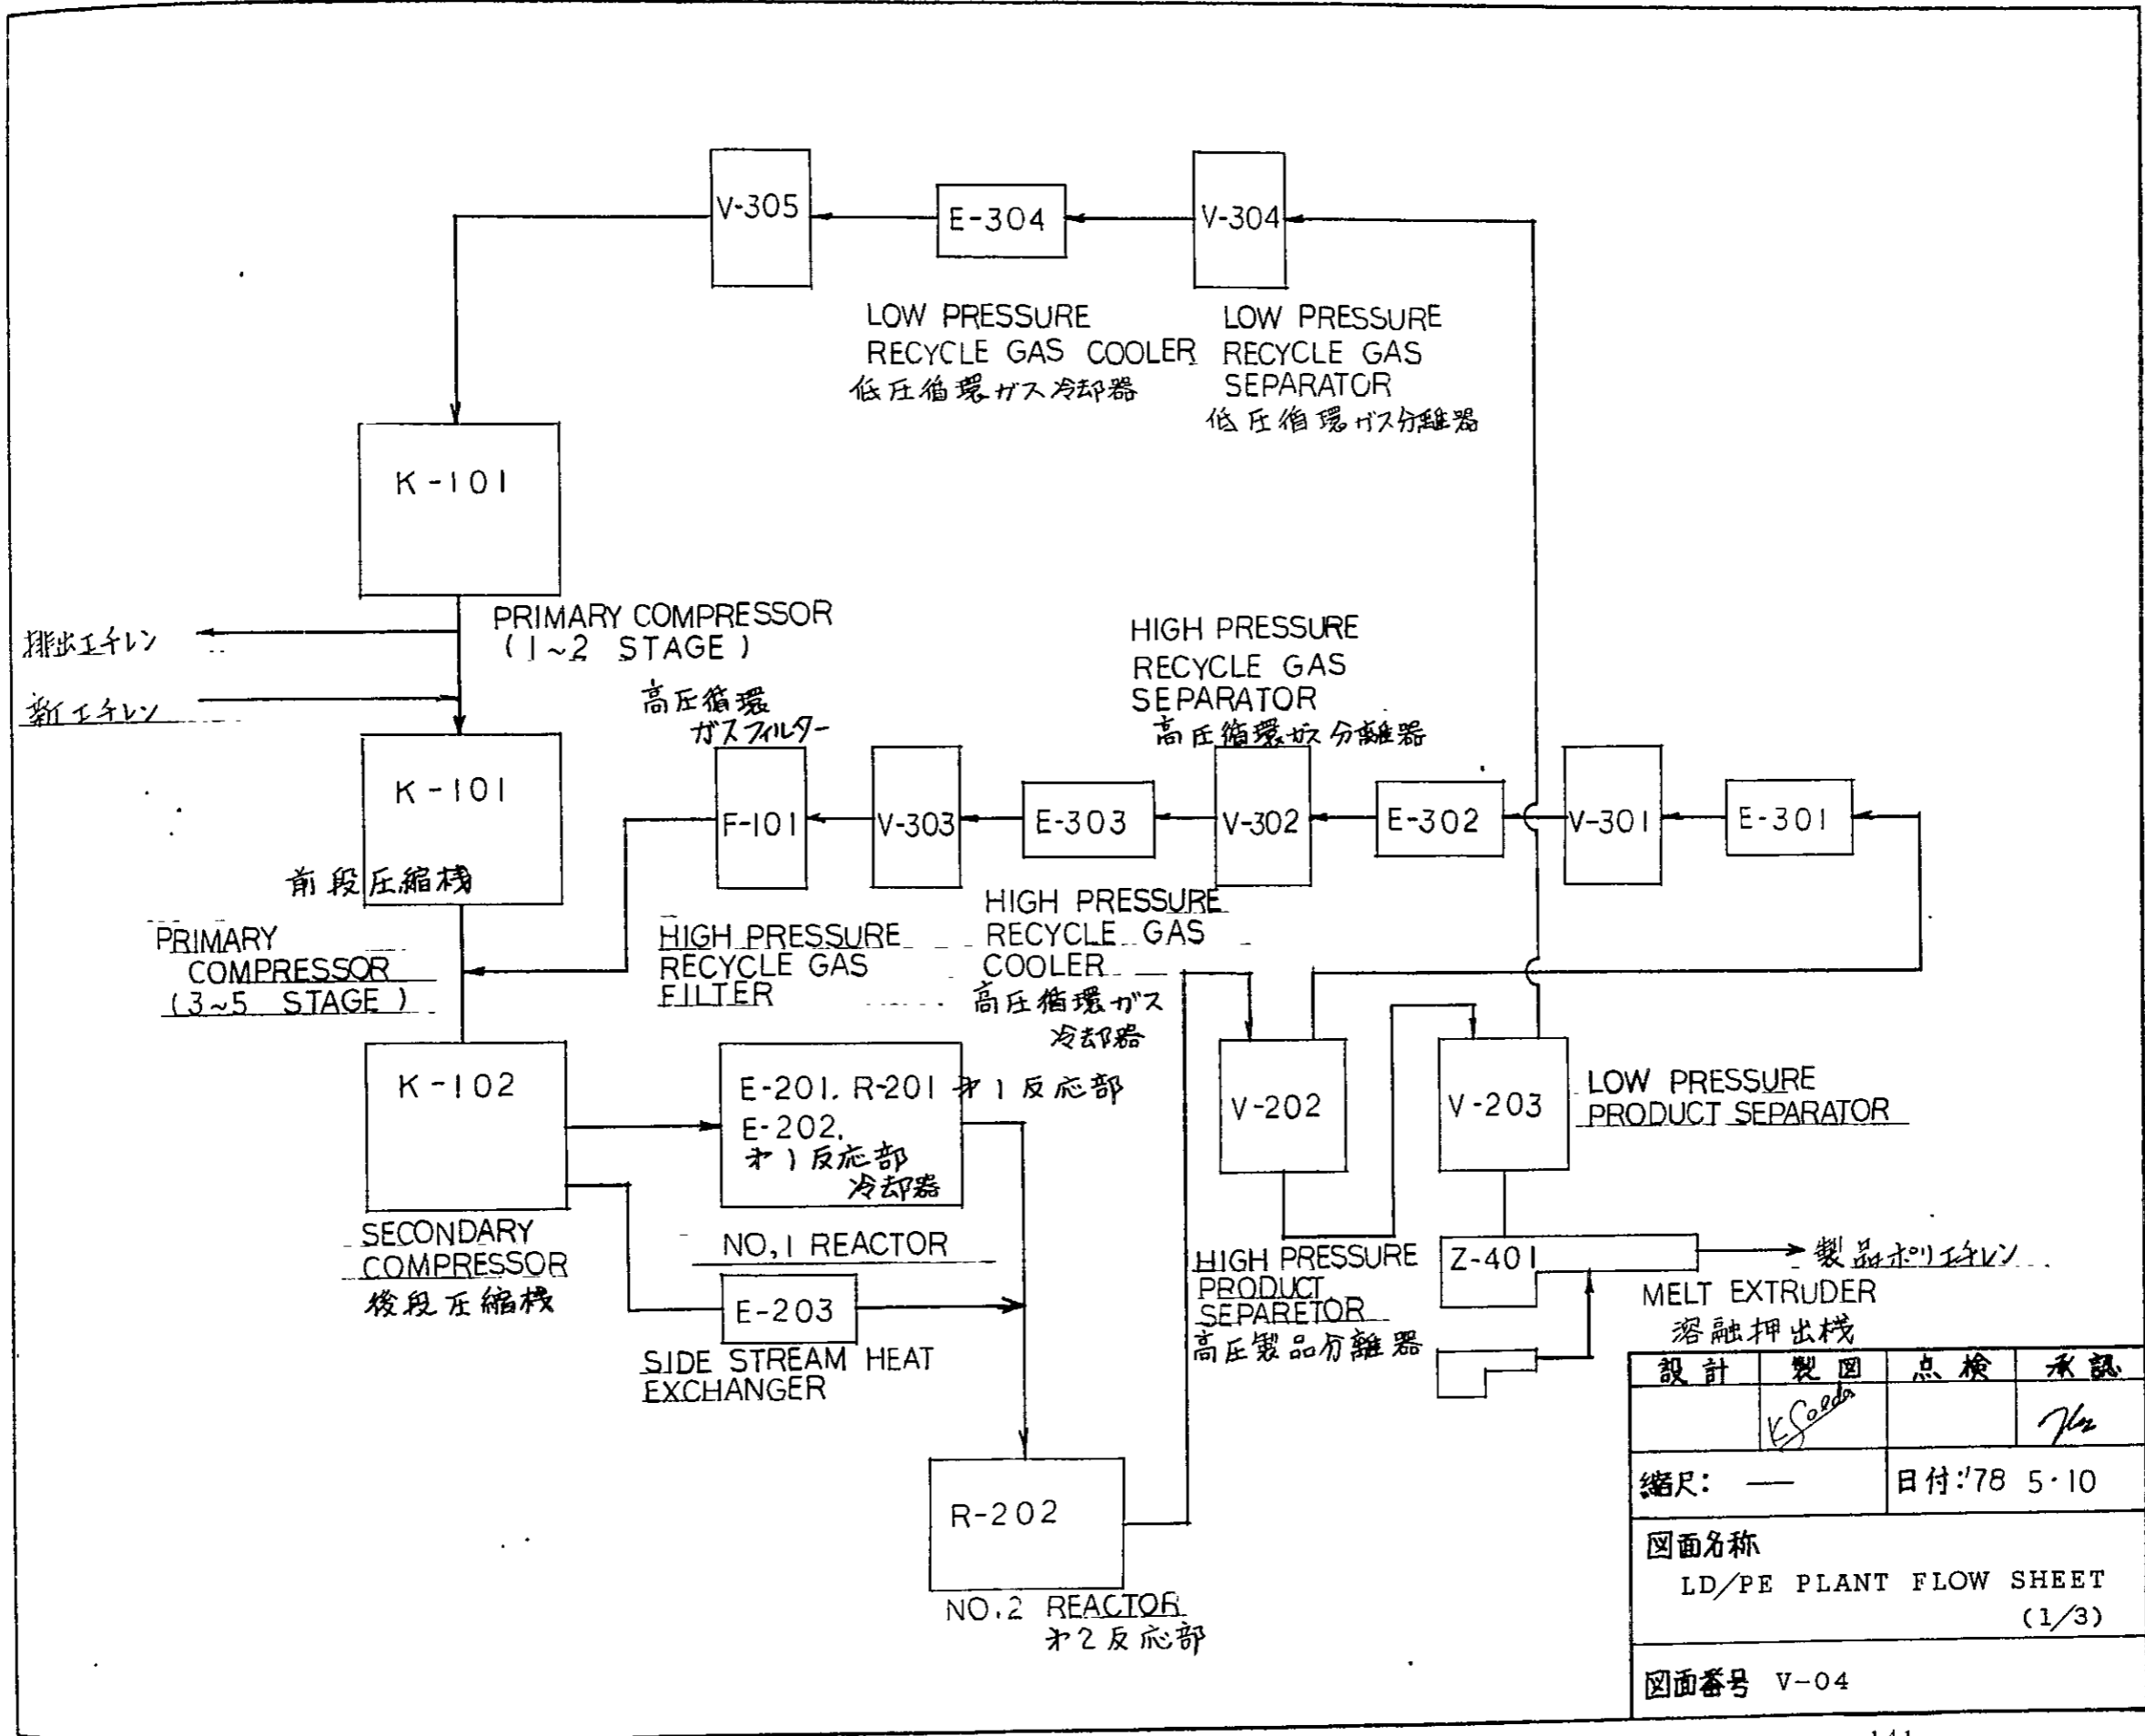 V-305
E-304
V-304
LOW PRESSURE
RECYCLE GAS COOLER
低圧循環ガス冷却器
LOW PRESSURE
RECYCLE GAS
SEPARATOR
低圧循環ガス分離器
K-101
PRIMARY COMPRESSOR
(1~2 STAGE)
排出エチレン
新エチレン
K-101
前段圧縮機
PRIMARY
COMPRESSOR
(3~5 STAGE)
高圧循環
ガスフィルター
F-101
V-303
E-303
HIGH PRESSURE
RECYCLE GAS
SEPARATOR
高圧循環ガス分離器
V-302
E-302
V-301
E-301
HIGH PRESSURE
RECYCLE GAS
FILTER
HIGH PRESSURE
RECYCLE GAS
COOLER
高圧循環ガス
冷却器
K-102
SECONDARY
COMPRESSOR
後段圧縮機
E-201. R-201 才1反応部
E-202.
才1反応部
冷却器
NO,1 REACTOR
E-203
SIDE STREAM HEAT
EXCHANGER
V-202
HIGH PRESSURE
PRODUCT
SEPARETOR
高圧製品分離器
V-203
LOW PRESSURE
PRODUCT SEPARATOR
Z-401
製品ポリエチレン
MELT EXTRUDER
溶融押出機
R-202
NO.2 REACTOR
才2反応部
設計 製図 点検 承認
縮尺: — 日付:'78 5·10
図面名称
LD/PE PLANT FLOW SHEET
(1/3)
図面番号 V-04